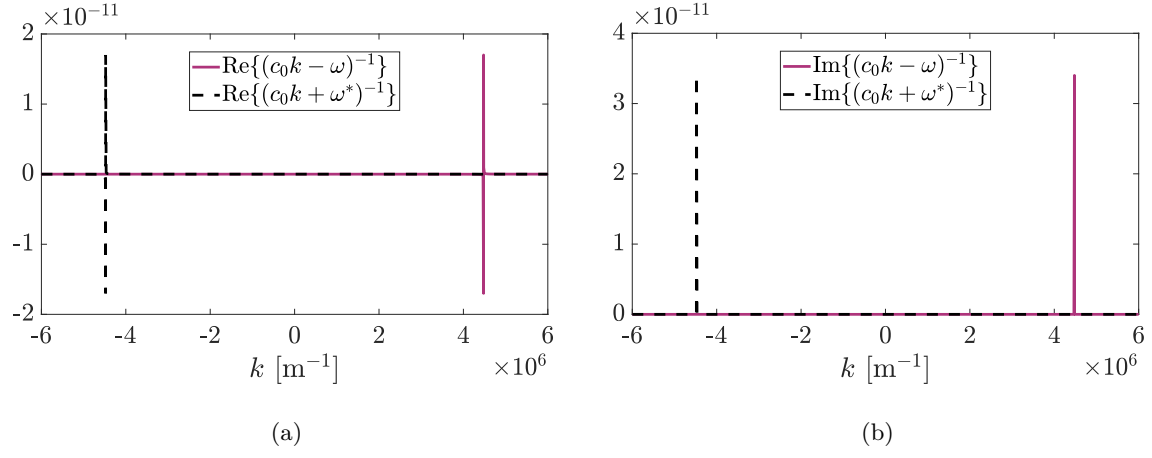 ×10⁻¹¹
2
1
0
-1
-2
Re{(c₀k − ω)⁻¹}
Re{(c₀k + ω*)⁻¹}
-6 -4 -2 0 2 4 6
k [m⁻¹] ×10⁶
(a)
×10⁻¹¹
4
3
2
1
0
Im{(c₀k − ω)⁻¹}
Im{(c₀k + ω*)⁻¹}
-6 -4 -2 0 2 4 6
k [m⁻¹] ×10⁶
(b)